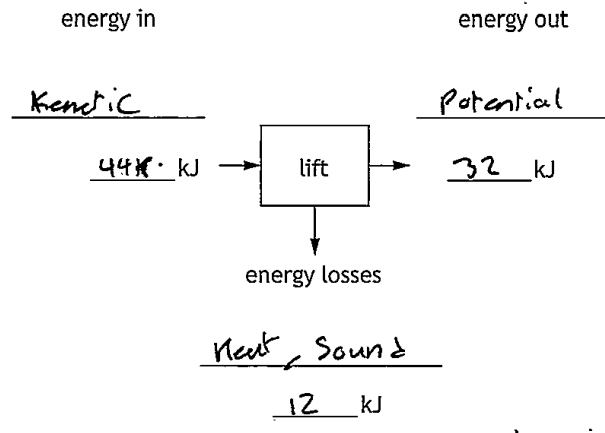 energy in energy out
Kenetic Potential
44 kJ lift 32 kJ
energy losses
Heat, Sound
12 kJ